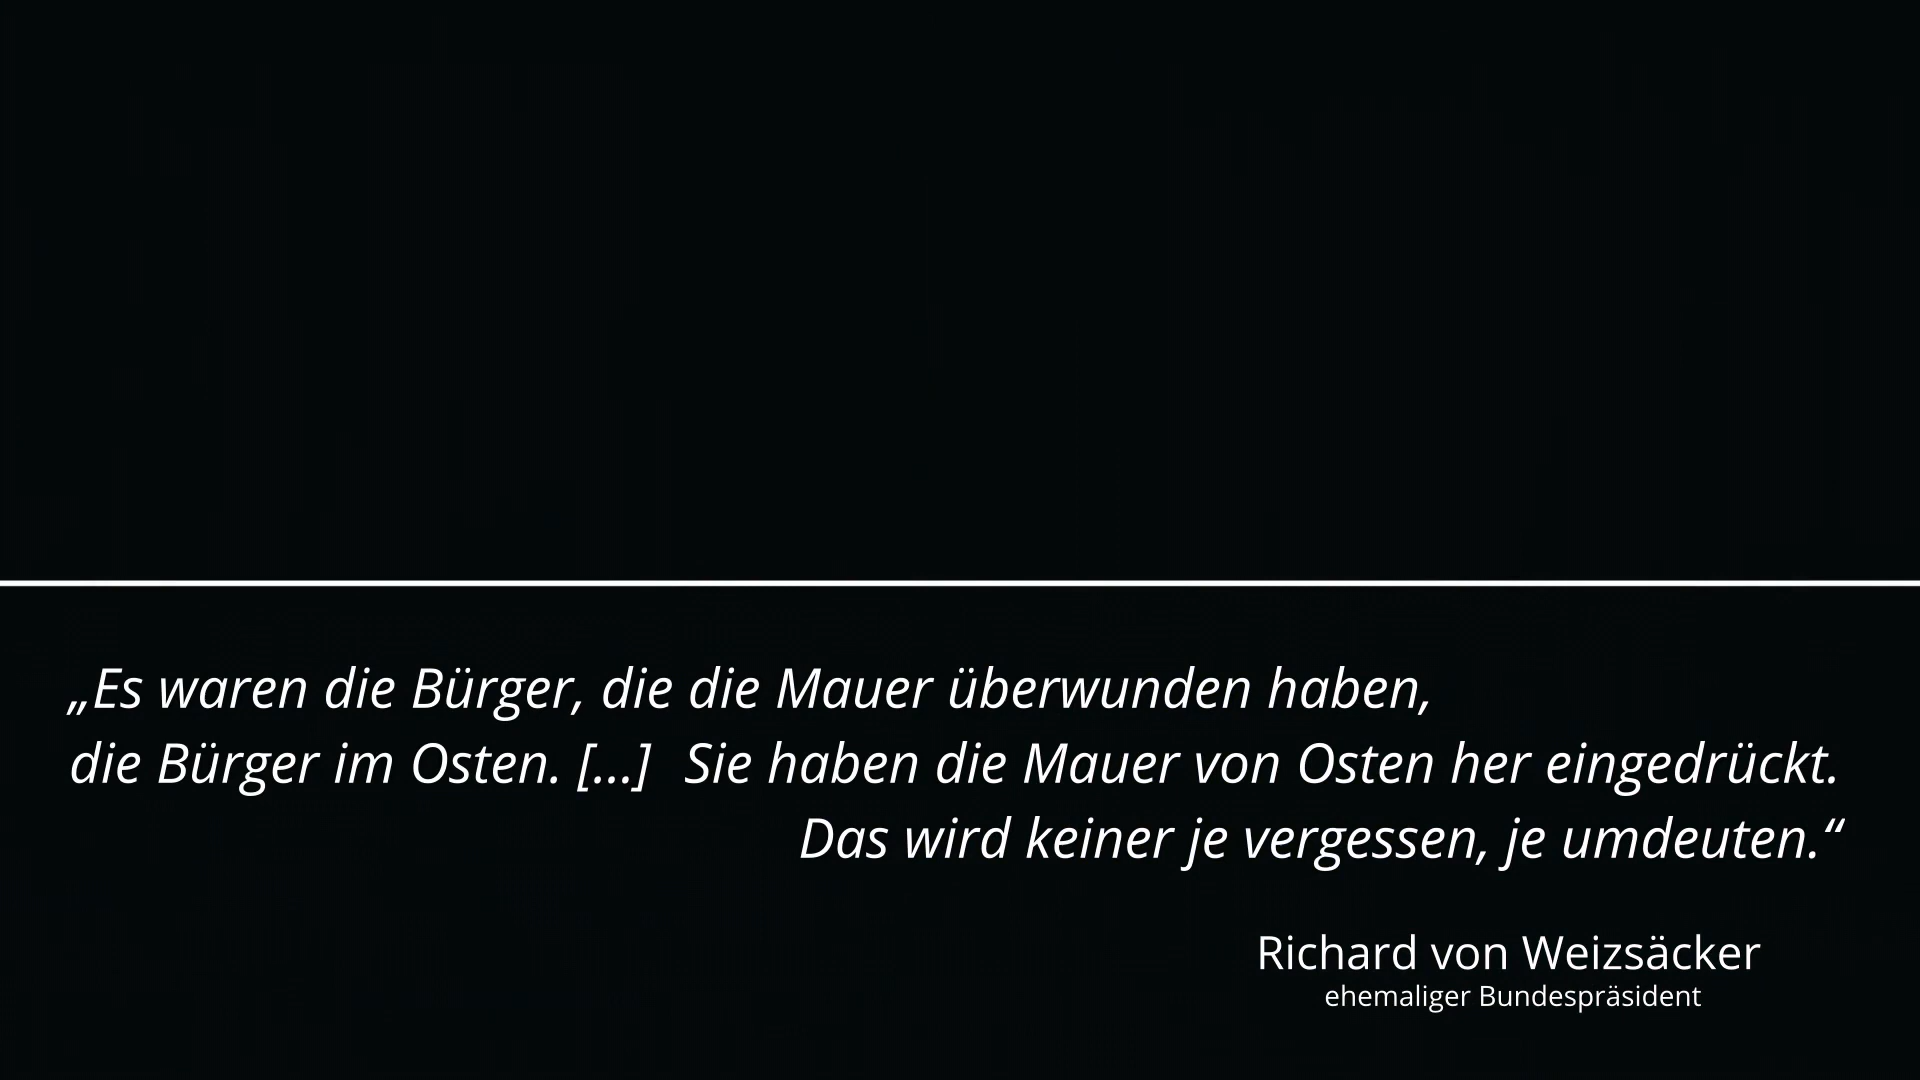 „Es waren die Bürger, die die Mauer überwunden haben,
die Bürger im Osten. [...] Sie haben die Mauer von Osten her eingedrückt.
Das wird keiner je vergessen, je umdeuten.“
Richard von Weizsäcker
ehemaliger Bundespräsident